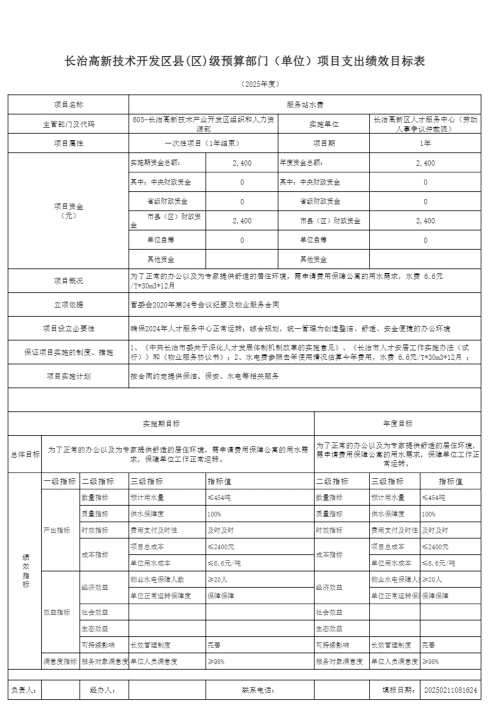 长治高新技术开发区县(区)级预算部门（单位）项目支出绩效目标表
（2025年度）
项目名称 服务站水费
主管部门及代码 603-长治高新技术产业开发区组织和人力资源部 实施单位 长治高新区人才服务中心（劳动人事争议仲裁院）
项目属性 一次性项目（1年结束） 项目期 1年
项目资金（元） 实施期资金总额： 2,400 年度资金总额： 2,400
其中：中央财政资金 0 其中：中央财政资金 0
省级财政资金 0 省级财政资金 0
市县（区）财政资金 2,400 市县（区）财政资金 2,400
单位自筹 0 单位自筹 0
其他资金 其他资金
项目概况 为了正常的办公以及为专家提供舒适的居住环境，需申请费用保障公寓的用水需求，水费 6.6元
/T*30m3*12月
立项依据 管委会2020年第24号会议纪要及物业服务合同
项目设立必要性 确保2024年人才服务中心正常运转；综合规划，统一管理为创造整洁、舒适、安全便捷的办公环境
保证项目实施的制度、措施 1、《中共长治市委关于深化人才发展体制机制改革的实施意见》、《长治市人才安居工作实施办法（试
行）》和《物业服务协议书》；2、水电费参照去年使用情况估算今年费用，水费 6.6元/T*30m3*12月；
项目实施计划 按合同约定提供保洁、保安、水电等相关服务
实施期目标 年度目标
总体目标 为了正常的办公以及为专家提供舒适的居住环境，需申请费用保障公寓的用水需求，保障单位工作正常运转。 为了正常的办公以及为专家提供舒适的居住环境，需申请费用保障公寓的用水需求，保障单位工作正常运转。
绩效指标 一级指标 二级指标 三级指标 指标值 二级指标 三级指标 指标值
产出指标 数量指标 预计用水量 ≤454吨 数量指标 预计用水量 ≤454吨
质量指标 供水保障度 100% 质量指标 供水保障度 100%
时效指标 费用支付及时性 及时及时 时效指标 费用支付及时性 及时及时
成本指标 项目总成本 ≤2400元 成本指标 项目总成本 ≤2400元
单位用水成本 ≤6.6元/吨 单位用水成本 ≤6.6元/吨
效益指标 经济效益 物业水电保障人数 ≥20人 经济效益 物业水电保障人 ≥20人
单位正常运转保障度 保障保障 单位正常运转保 保障保障
社会效益 社会效益
生态效益 生态效益
可持续影响 长效管理制度 完善 可持续影响 长效管理制度 完善
满意度指标 服务对象满意度 单位人员满意度 ≥98% 服务对象满意度 单位人员满意度 ≥98%
负责人： 经办人： 联系电话： 填报日期： 20250211081624